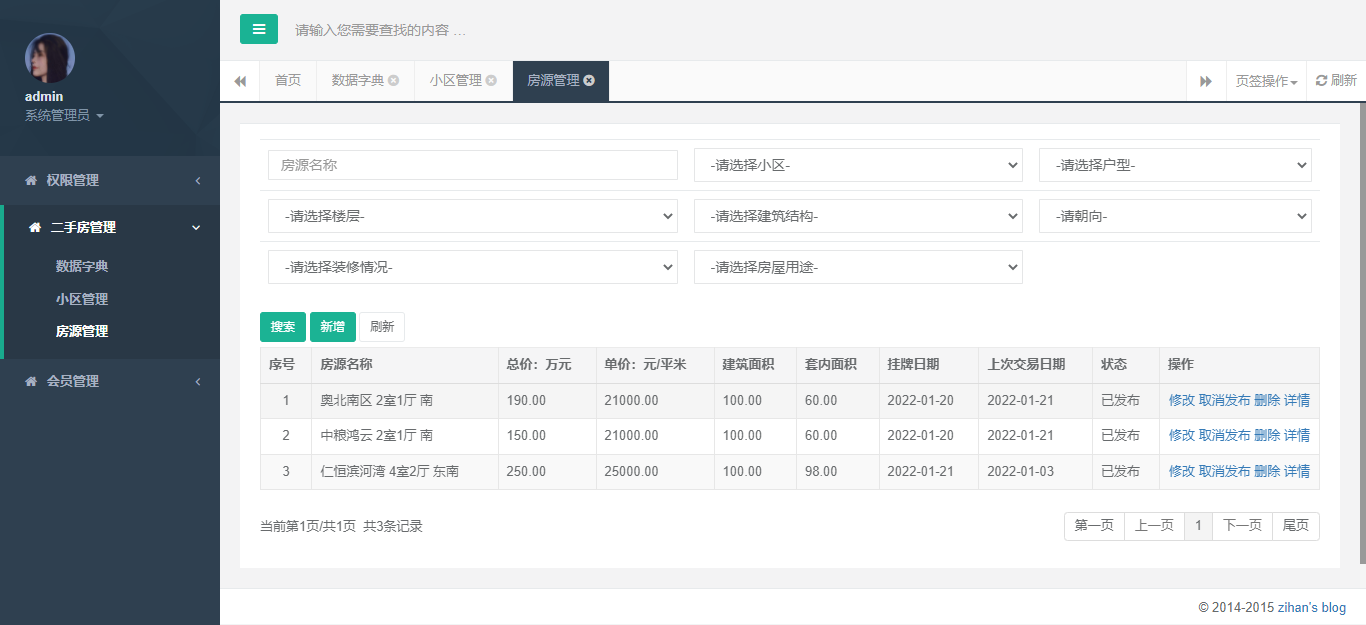 admin
系统管理员
权限管理
二手房管理
数据字典
小区管理
房源管理
会员管理
请输入您需要查找的内容 …
首页 数据字典 小区管理 房源管理 页签操作 刷新
房源名称 -请选择小区- -请选择户型-
-请选择楼层- -请选择建筑结构- -请朝向-
-请选择装修情况- -请选择房屋用途-
搜索 新增 刷新
序号 房源名称 总价：万元 单价：元/平米 建筑面积 套内面积 挂牌日期 上次交易日期 状态 操作
1 奥北南区 2室1厅 南 190.00 21000.00 100.00 60.00 2022-01-20 2022-01-21 已发布 修改 取消发布 删除 详情
2 中粮鸿云 2室1厅 南 150.00 21000.00 100.00 60.00 2022-01-20 2022-01-21 已发布 修改 取消发布 删除 详情
3 仁恒滨河湾 4室2厅 东南 250.00 25000.00 100.00 98.00 2022-01-21 2022-01-03 已发布 修改 取消发布 删除 详情
当前第1页/共1页 共3条记录 第一页 上一页 1 下一页 尾页
© 2014-2015 zihan's blog